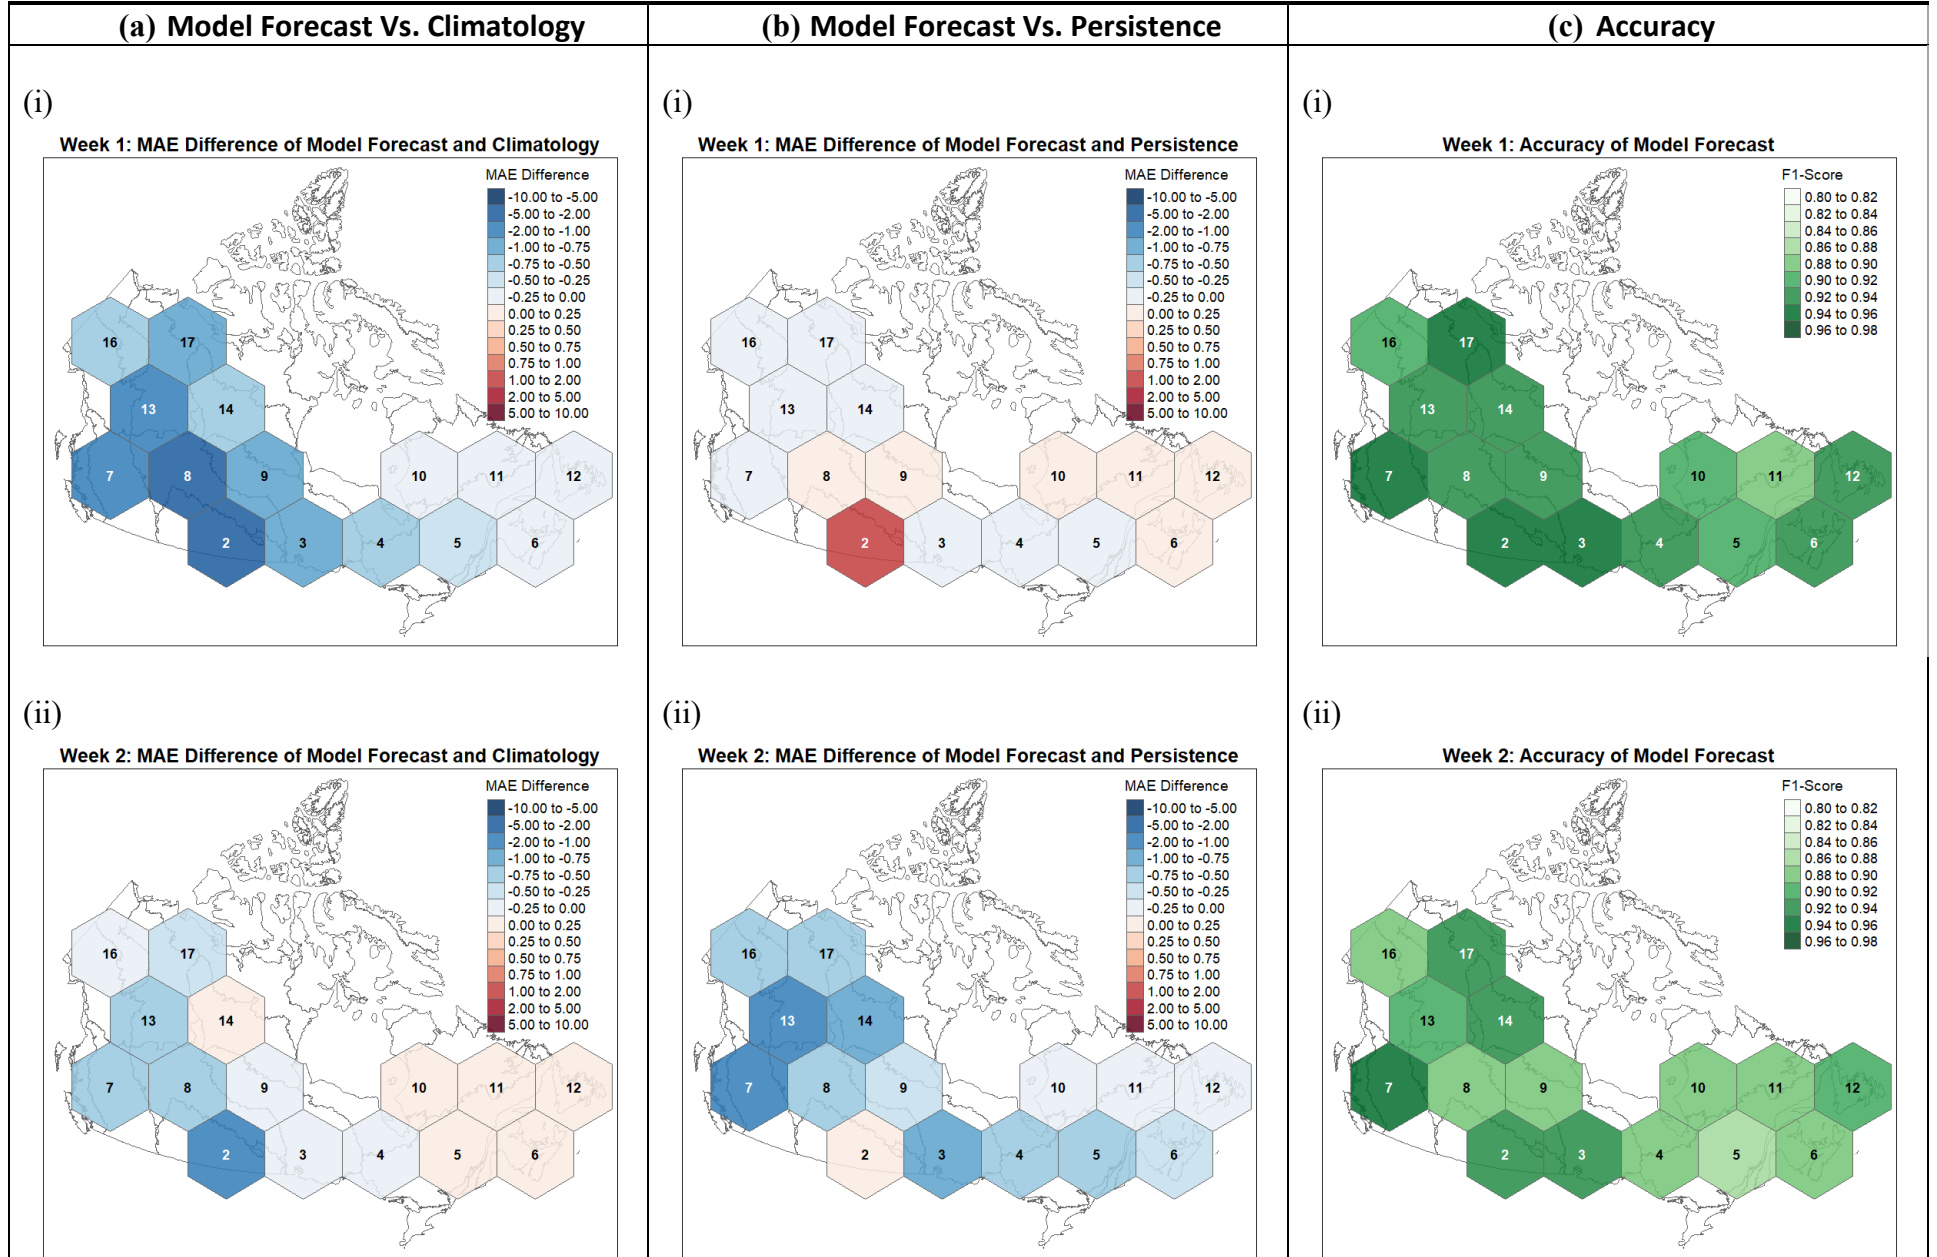 (a) Model Forecast Vs. Climatology
(b) Model Forecast Vs. Persistence
(c) Accuracy
(i)
Week 1: MAE Difference of Model Forecast and Climatology
MAE Difference
-10.00 to -5.00
-5.00 to -2.00
-2.00 to -1.00
-1.00 to -0.75
-0.75 to -0.50
-0.50 to -0.25
-0.25 to 0.00
0.00 to 0.25
0.25 to 0.50
0.50 to 0.75
0.75 to 1.00
1.00 to 2.00
2.00 to 5.00
5.00 to 10.00
16 17
13 14
7 8 9 10 11 12
2 3 4 5 6
(i)
Week 1: MAE Difference of Model Forecast and Persistence
MAE Difference
-10.00 to -5.00
-5.00 to -2.00
-2.00 to -1.00
-1.00 to -0.75
-0.75 to -0.50
-0.50 to -0.25
-0.25 to 0.00
0.00 to 0.25
0.25 to 0.50
0.50 to 0.75
0.75 to 1.00
1.00 to 2.00
2.00 to 5.00
5.00 to 10.00
16 17
13 14
7 8 9 10 11 12
2 3 4 5 6
(i)
Week 1: Accuracy of Model Forecast
F1-Score
0.80 to 0.82
0.82 to 0.84
0.84 to 0.86
0.86 to 0.88
0.88 to 0.90
0.90 to 0.92
0.92 to 0.94
0.94 to 0.96
0.96 to 0.98
16 17
13 14
7 8 9 10 11 12
2 3 4 5 6
(ii)
Week 2: MAE Difference of Model Forecast and Climatology
MAE Difference
-10.00 to -5.00
-5.00 to -2.00
-2.00 to -1.00
-1.00 to -0.75
-0.75 to -0.50
-0.50 to -0.25
-0.25 to 0.00
0.00 to 0.25
0.25 to 0.50
0.50 to 0.75
0.75 to 1.00
1.00 to 2.00
2.00 to 5.00
5.00 to 10.00
16 17
13 14
7 8 9 10 11 12
2 3 4 5 6
(ii)
Week 2: MAE Difference of Model Forecast and Persistence
MAE Difference
-10.00 to -5.00
-5.00 to -2.00
-2.00 to -1.00
-1.00 to -0.75
-0.75 to -0.50
-0.50 to -0.25
-0.25 to 0.00
0.00 to 0.25
0.25 to 0.50
0.50 to 0.75
0.75 to 1.00
1.00 to 2.00
2.00 to 5.00
5.00 to 10.00
16 17
13 14
7 8 9 10 11 12
2 3 4 5 6
(ii)
Week 2: Accuracy of Model Forecast
F1-Score
0.80 to 0.82
0.82 to 0.84
0.84 to 0.86
0.86 to 0.88
0.88 to 0.90
0.90 to 0.92
0.92 to 0.94
0.94 to 0.96
0.96 to 0.98
16 17
13 14
7 8 9 10 11 12
2 3 4 5 6